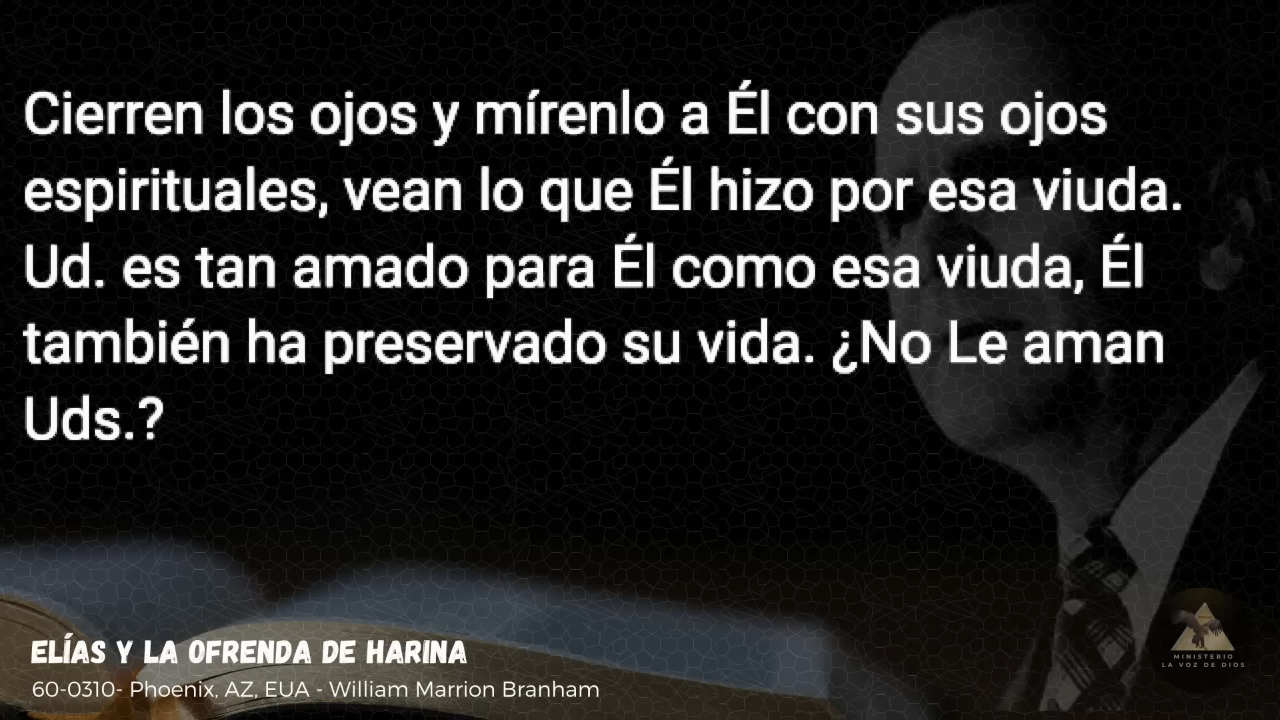 Cierren los ojos y mírenlo a Él con sus ojos
espirituales, vean lo que Él hizo por esa viuda.
Ud. es tan amado para Él como esa viuda, Él
también ha preservado su vida. ¿No Le aman
Uds.?
ELÍAS Y LA OFRENDA DE HARINA
60-0310- Phoenix, AZ, EUA - William Marrion Branham
MINISTERIO
LA VOZ DE DIOS